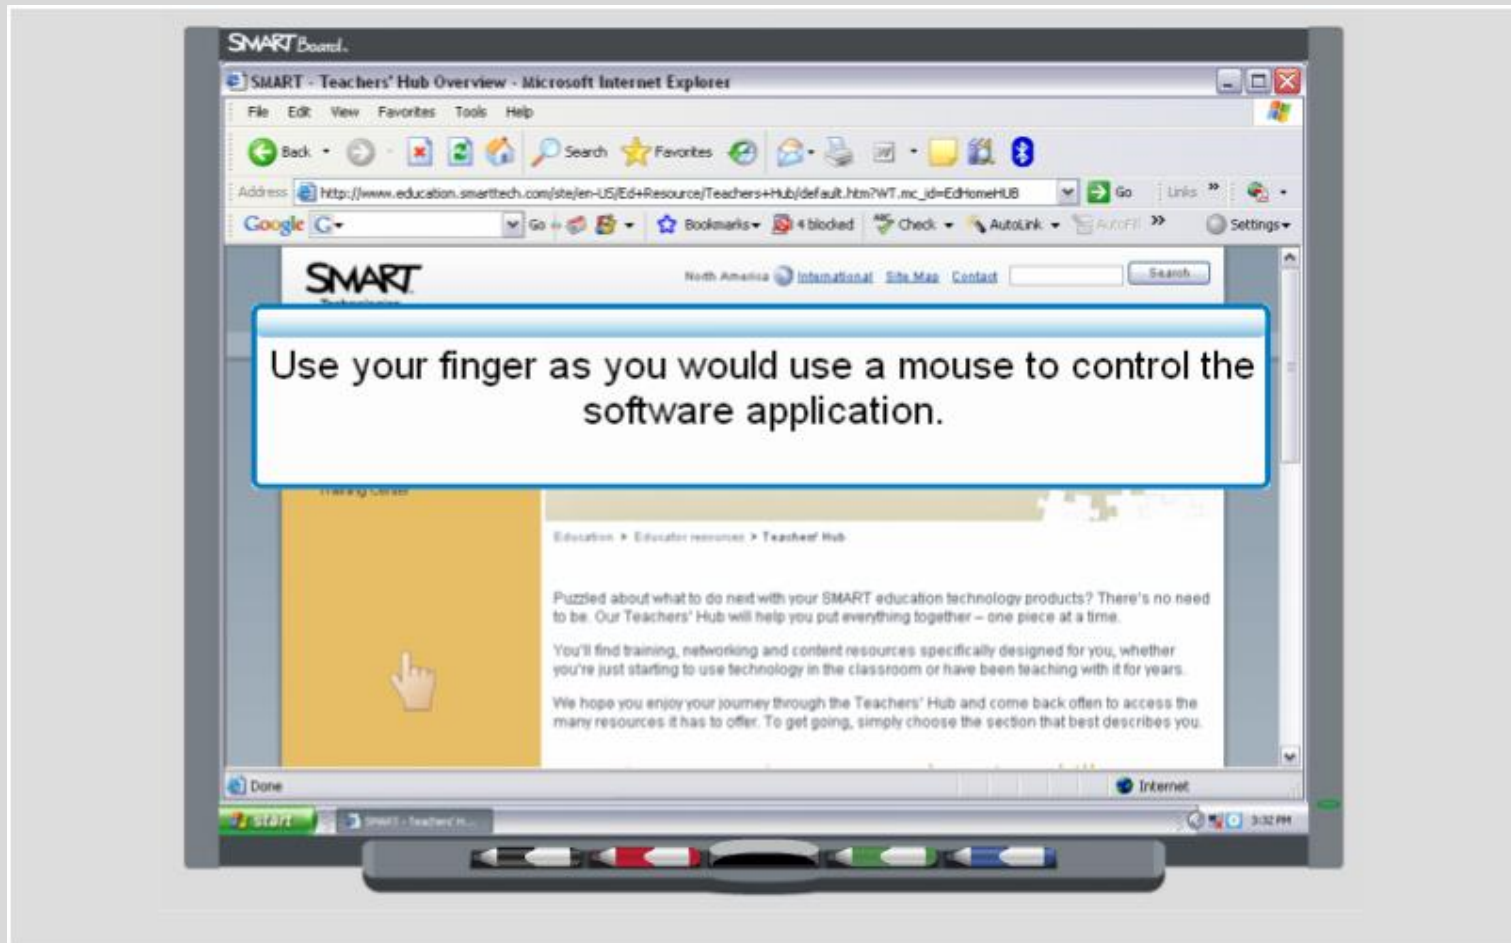 SMART Board.
SMART - Teachers' Hub Overview - Microsoft Internet Explorer
File Edit View Favorites Tools Help
Back Search Favorites
Address http://www.education.smarttech.com/ste/en-US/Ed+Resource/Teachers+Hub/default.htm?WT.mc_id=EdHomeHUB Go Links »
Google G Go Bookmarks 4 blocked Check AutoLink AutoFill » Settings
SMART North America International Site Map Contact Search
Use your finger as you would use a mouse to control the
software application.
Training Center
Education > Educator resources > Teachers' Hub
Puzzled about what to do next with your SMART education technology products? There's no need
to be. Our Teachers' Hub will help you put everything together – one piece at a time.
You'll find training, networking and content resources specifically designed for you, whether
you're just starting to use technology in the classroom or have been teaching with it for years.
We hope you enjoy your journey through the Teachers' Hub and come back often to access the
many resources it has to offer. To get going, simply choose the section that best describes you.
Done Internet
start SMART - Teachers' H... 3:32 PM